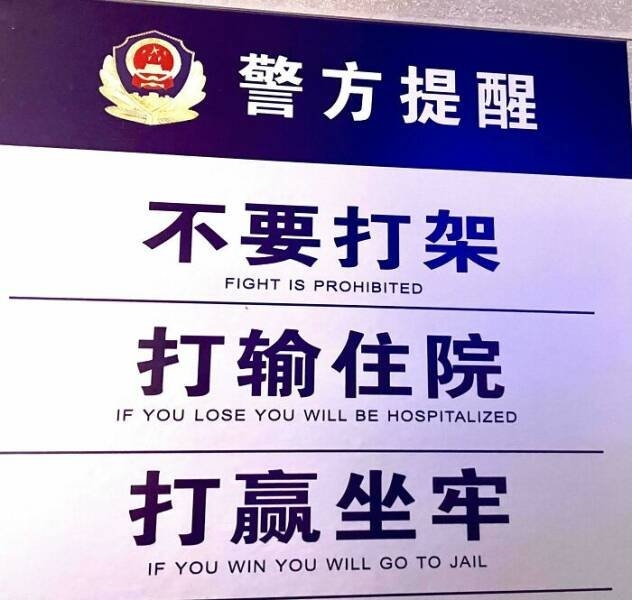 警方提醒
不要打架
FIGHT IS PROHIBITED
打输住院
IF YOU LOSE YOU WILL BE HOSPITALIZED
打赢坐牢
IF YOU WIN YOU WILL GO TO JAIL